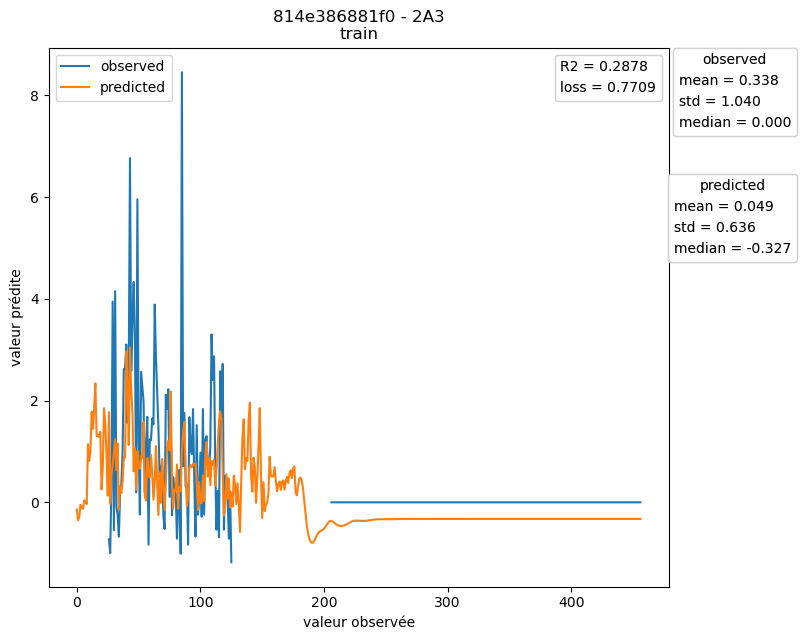 814e386881f0 - 2A3
train
observed
predicted
R2 = 0.2878
loss = 0.7709
observed
mean = 0.338
std = 1.040
median = 0.000
predicted
mean = 0.049
std = 0.636
median = -0.327
8
6
4
2
0
valeur prédite
0 100 200 300 400
valeur observée